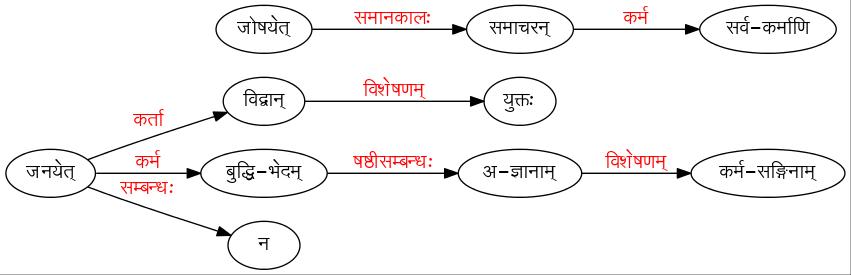 जोषयेत् समानकालः समाचरन् कर्म सर्व-कर्माणि
विद्वान् विशेषणम् युक्तः
कर्ता
जनयेत् कर्म बुद्धि-भेदम् षष्ठीसम्बन्धः अ-ज्ञानाम् विशेषणम् कर्म-सङ्गिनाम्
सम्बन्धः
न